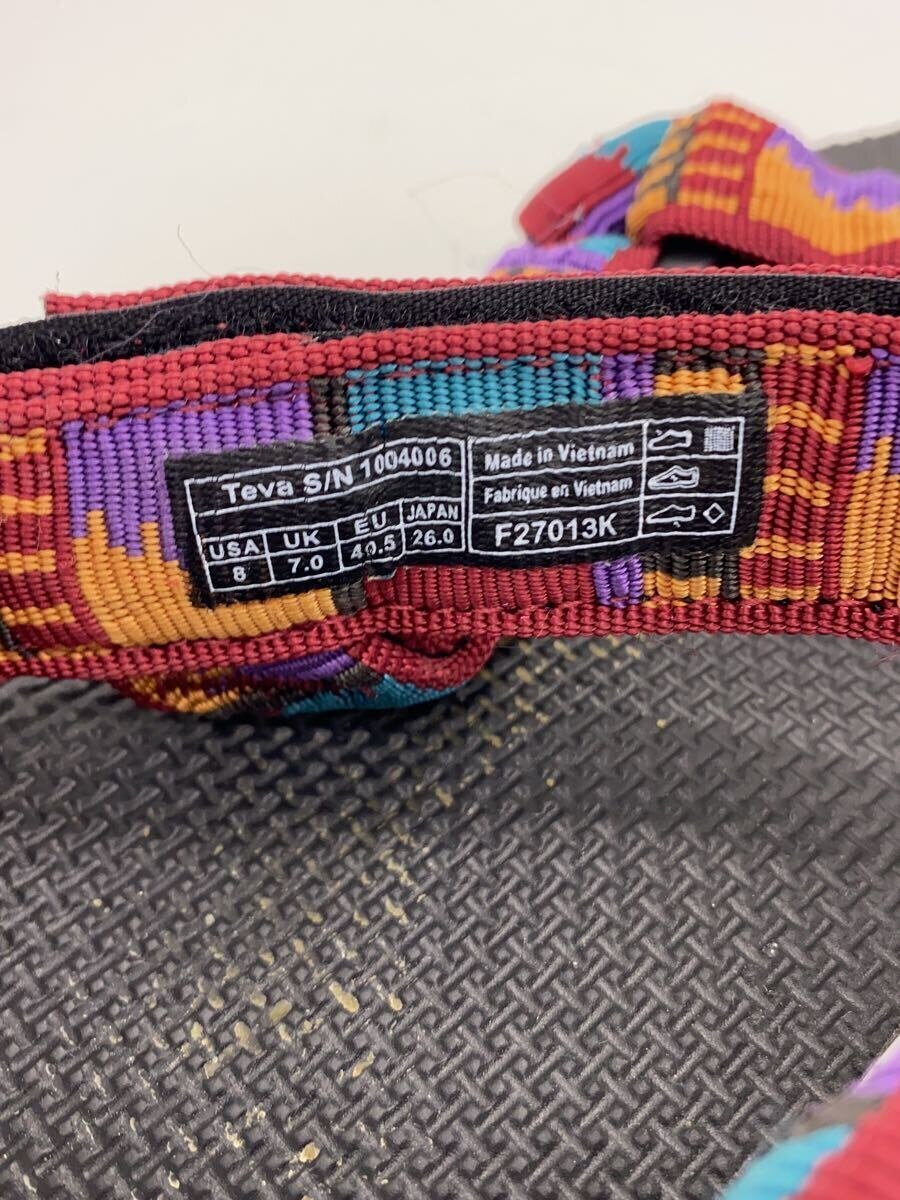 Teva S/N 1004006
USA UK EU JAPAN
8 7.0 40.5 26.0
Made in Vietnam
Fabriqué en Vietnam
F27013K